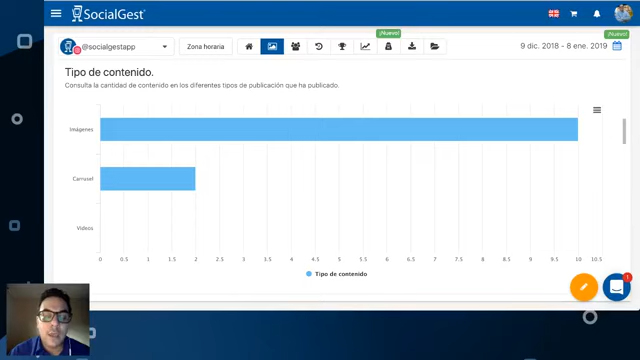 SocialGest
¡Nuevo!
¡Nuevo!
@socialgestapp
Zona horaria
9 dic. 2018 - 8 ene. 2019
Tipo de contenido.
Consulta la cantidad de contenido en los diferentes tipos de publicación que ha publicado.
Imágenes
Carrusel
Videos
0 0.5 1 1.5 2 2.5 3 3.5 4 4.5 5 5.5 6 6.5 7 7.5 8 8.5 9 9.5 10 10.5
Tipo de contenido
1